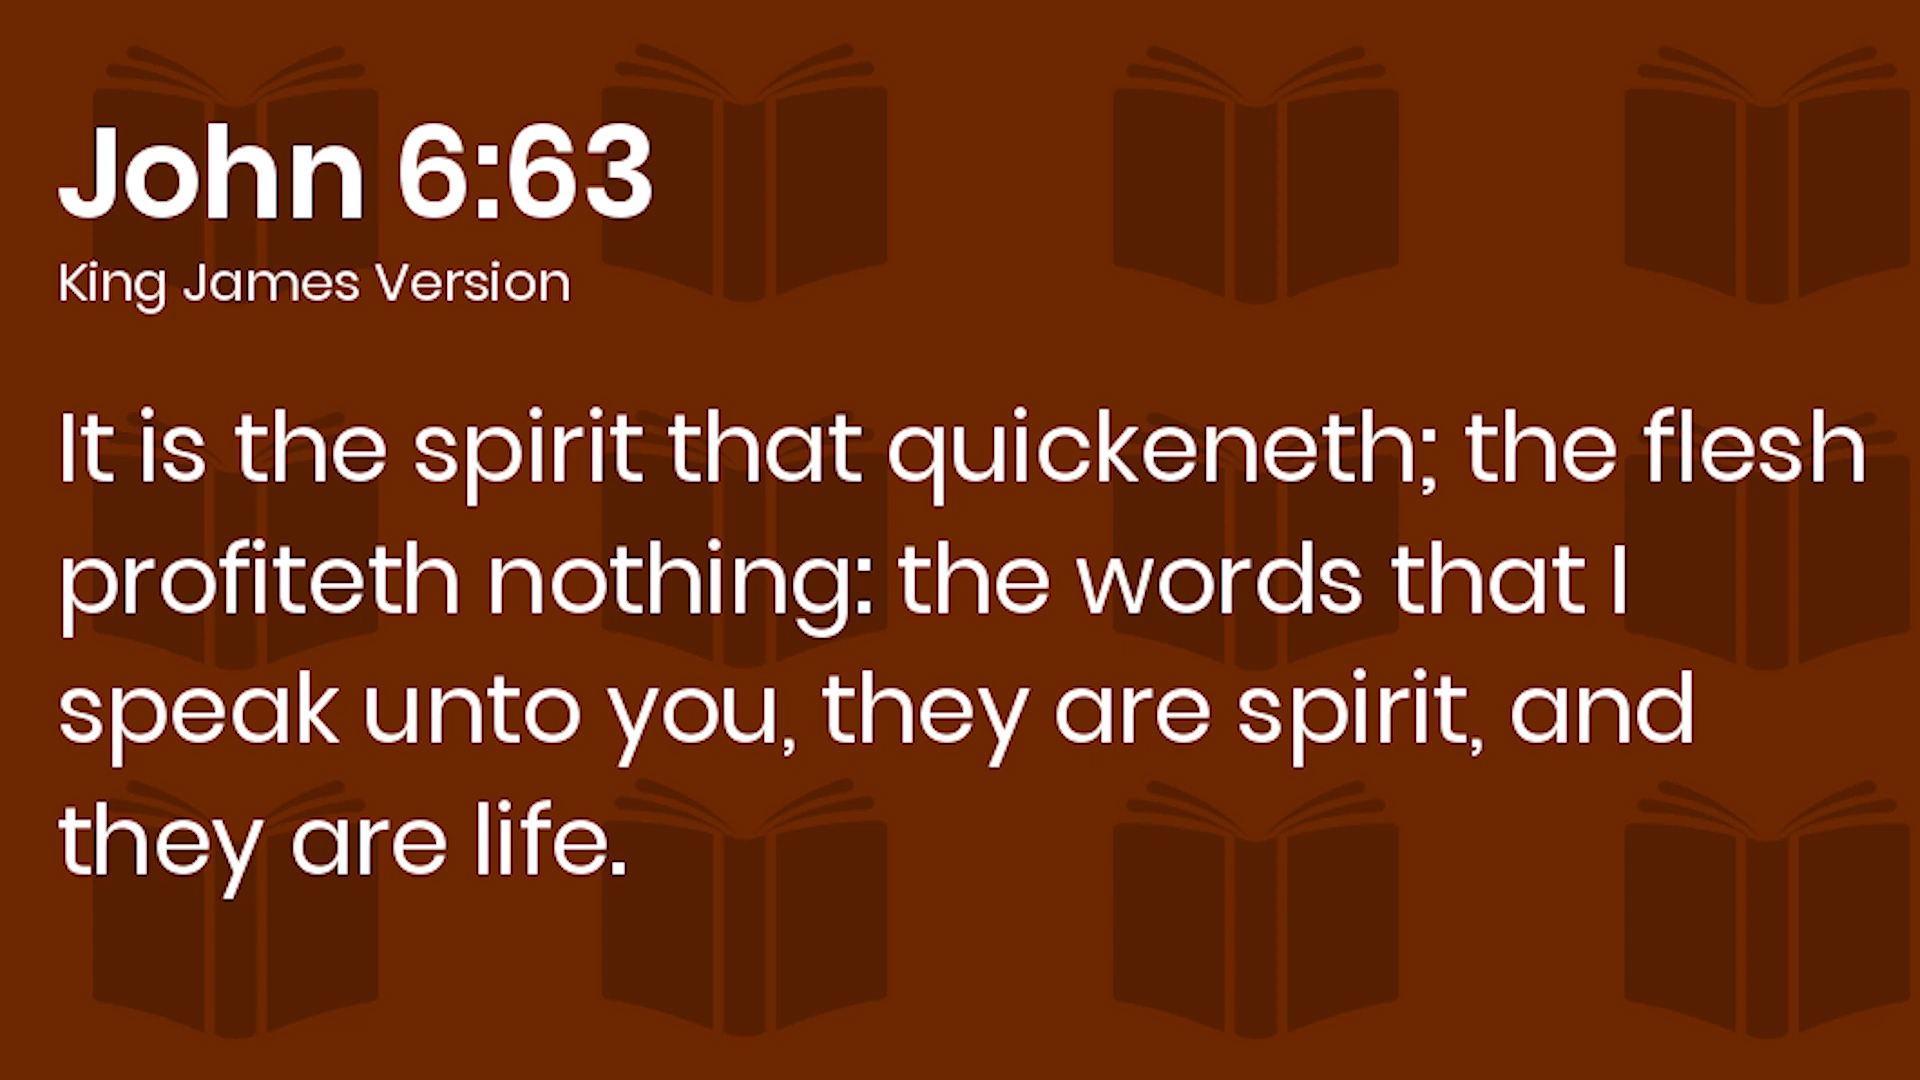 John 6:63
King James Version
It is the spirit that quickeneth; the flesh
profiteth nothing: the words that I
speak unto you, they are spirit, and
they are life.